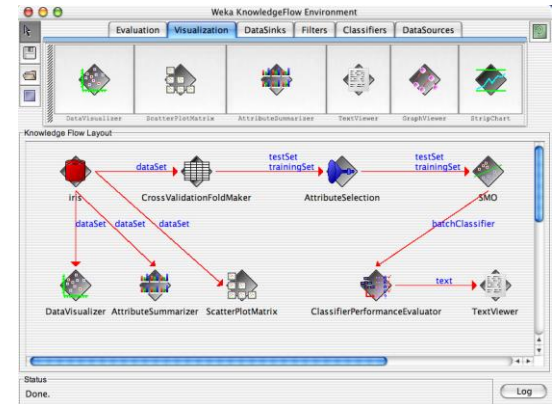 Weka KnowledgeFlow Environment
Evaluation Visualization DataSinks Filters Classifiers DataSources
DataVisualizer ScatterPlotMatrix AttributeSummarizer TextViewer GraphViewer StripChart
Knowledge Flow Layout
dataSet testSet testSet
trainingSet trainingSet
iris CrossValidationFoldMaker AttributeSelection SMO
dataSet dataSet dataSet batchClassifier
text
DataVisualizer AttributeSummarizer ScatterPlotMatrix ClassifierPerformanceEvaluator TextViewer
Status
Done. Log